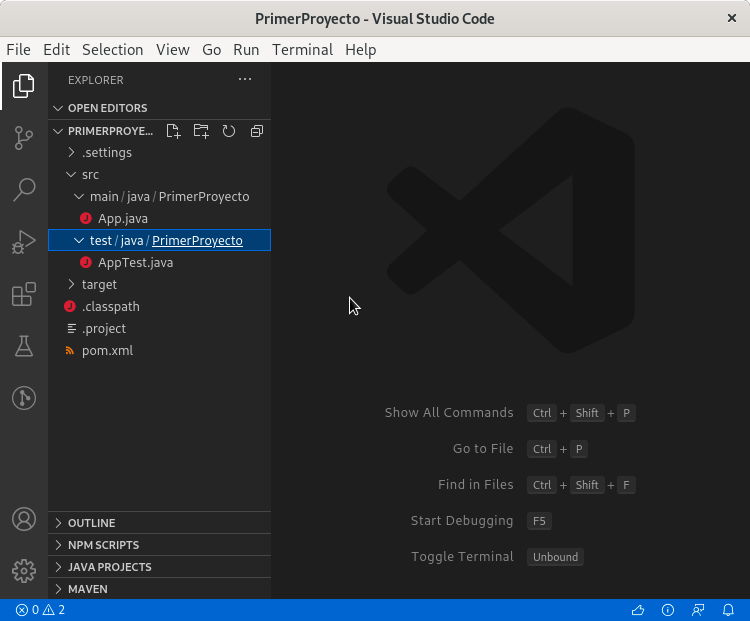 PrimerProyecto - Visual Studio Code
File Edit Selection View Go Run Terminal Help
EXPLORER
OPEN EDITORS
PRIMERPROYE...
.settings
src
main / java / PrimerProyecto
App.java
test / java / PrimerProyecto
AppTest.java
target
.classpath
.project
pom.xml
OUTLINE
NPM SCRIPTS
JAVA PROJECTS
MAVEN
Show All Commands Ctrl + Shift + P
Go to File Ctrl + P
Find in Files Ctrl + Shift + F
Start Debugging F5
Toggle Terminal Unbound
0 2